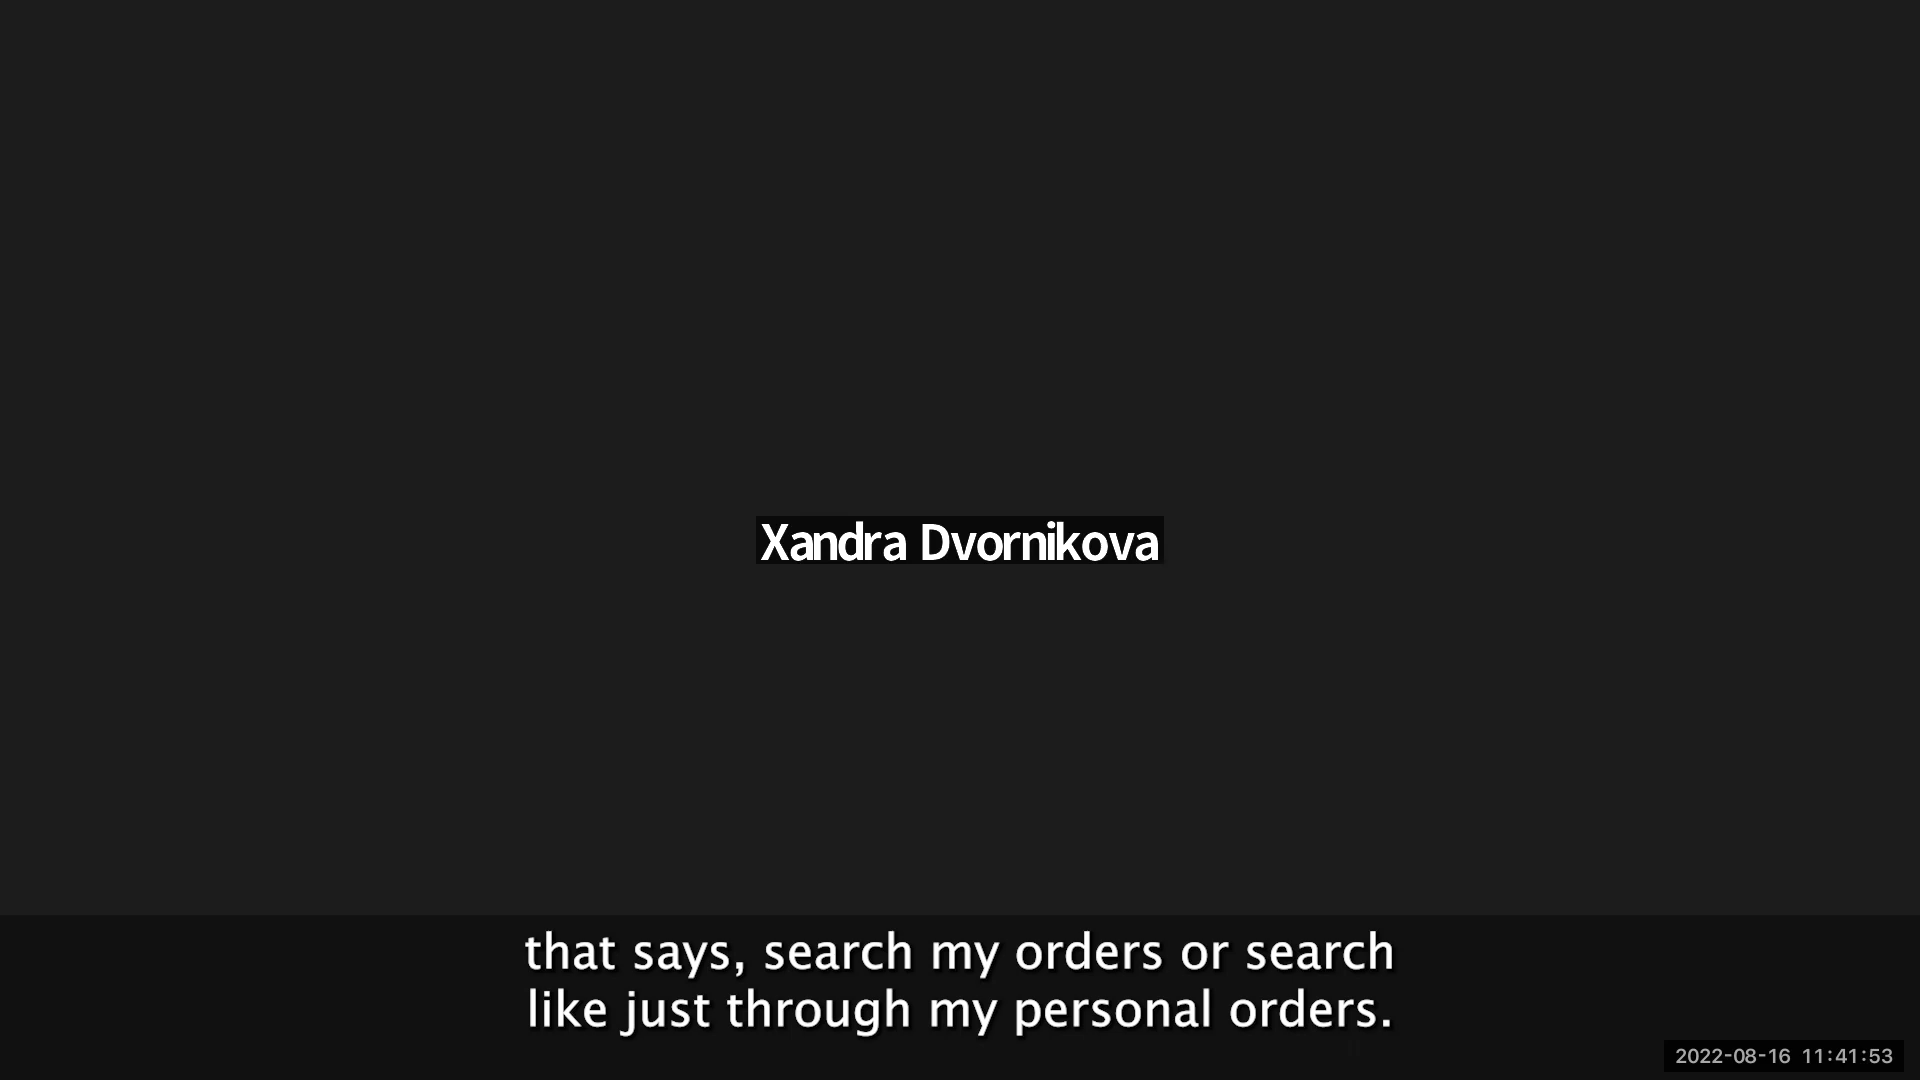 Xandra Dvornikova
that says, search my orders or search
like just through my personal orders.
2022-08-16 11:41:53